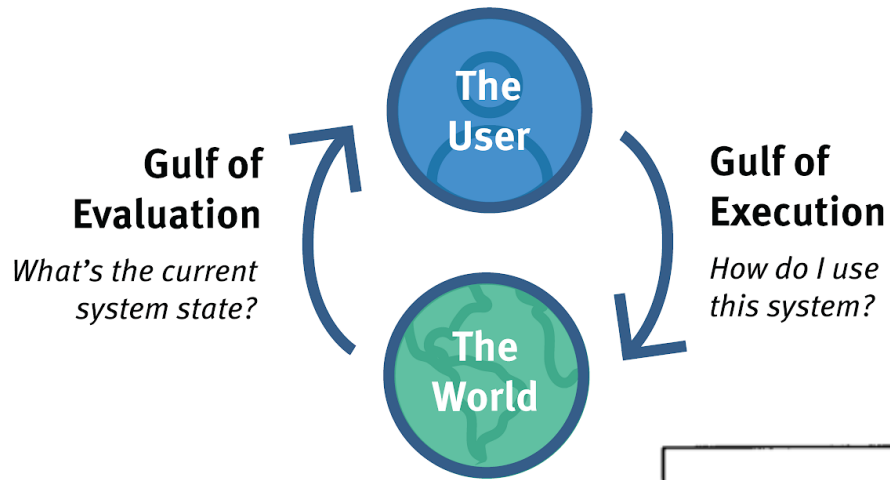 The
User
Gulf of
Evaluation
What's the current
system state?
Gulf of
Execution
How do I use
this system?
The
World